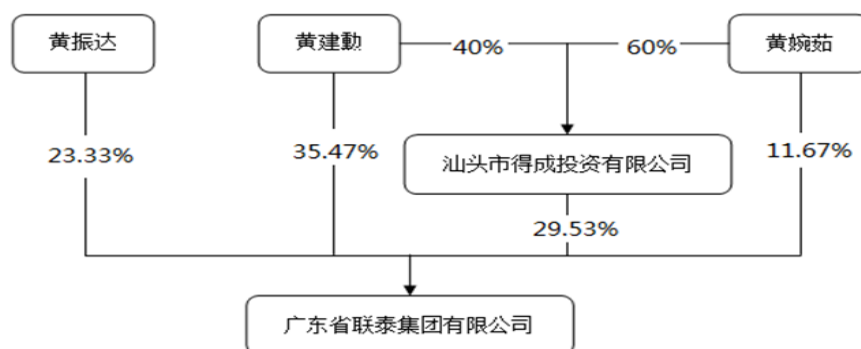 黄振达
黄建勳
40%
60%
黄婉茹
23.33%
35.47%
汕头市得成投资有限公司
11.67%
29.53%
广东省联泰集团有限公司